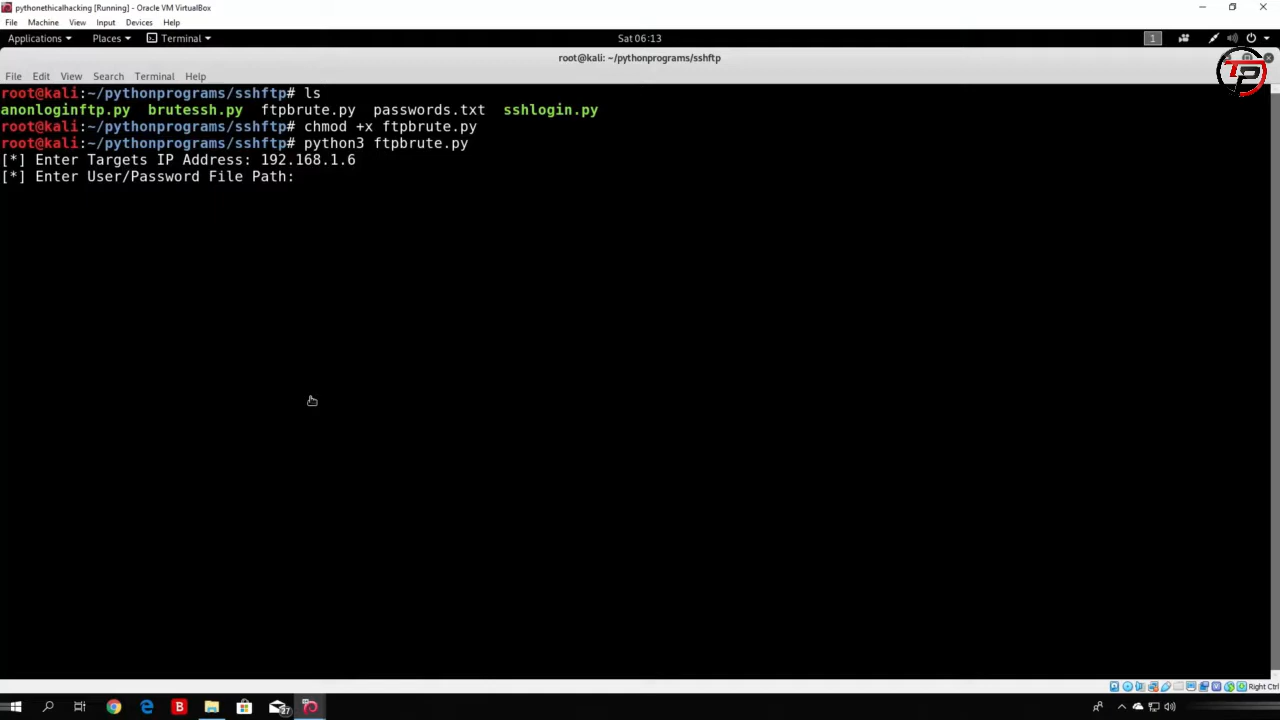 pythonethicalhacking [Running] - Oracle VM VirtualBox
File Machine View Input Devices Help
Applications Places Terminal Sat 06:13 1
root@kali: ~/pythonprograms/sshftp
TP
File Edit View Search Terminal Help
root@kali:~/pythonprograms/sshftp# ls
anonloginftp.py brutessh.py ftpbrute.py passwords.txt sshlogin.py
root@kali:~/pythonprograms/sshftp# chmod +x ftpbrute.py
root@kali:~/pythonprograms/sshftp# python3 ftpbrute.py
[*] Enter Targets IP Address: 192.168.1.6
[*] Enter User/Password File Path:
Right Ctrl
B 37